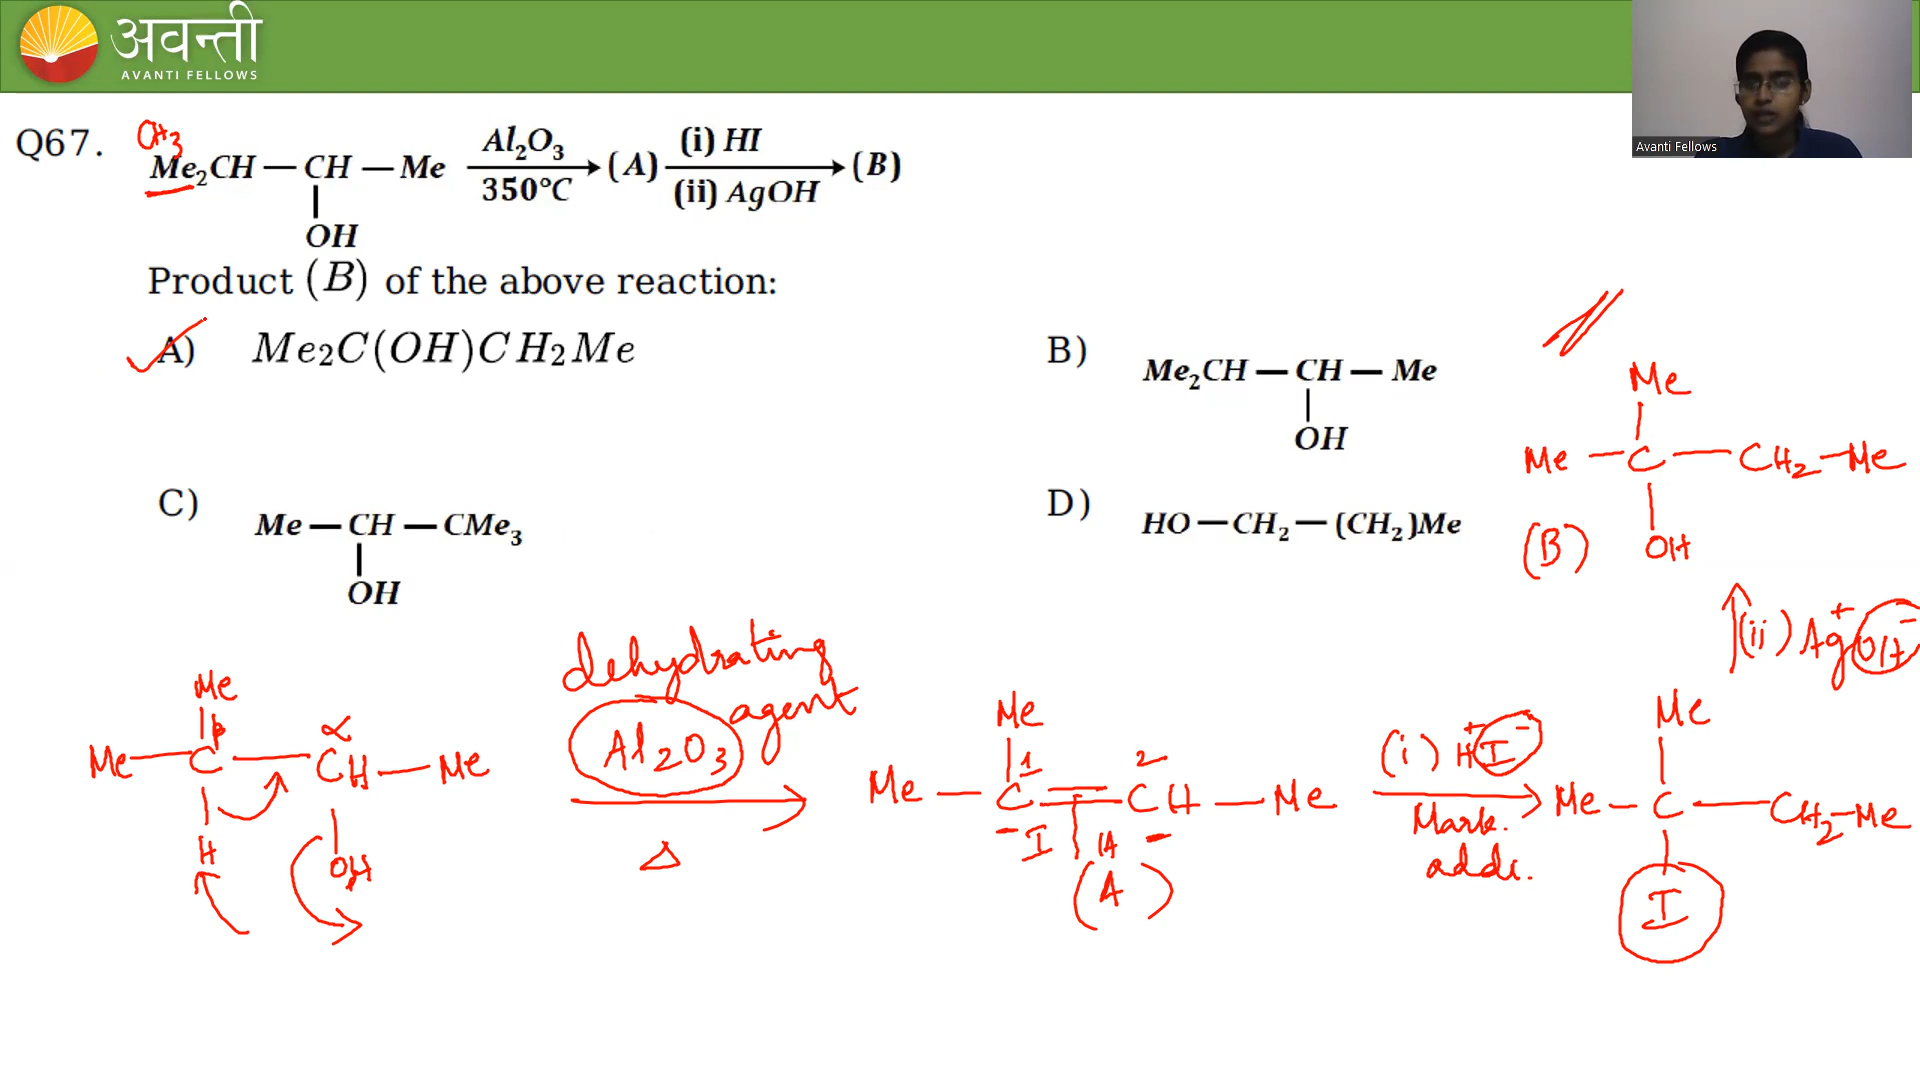 अवन्ती
AVANTI FELLOWS
Avanti Fellows
Q67. CH3
Me2CH — CH — Me Al2O3 350°C (A) (i) HI (ii) AgOH (B)
OH
Product (B) of the above reaction:
A) Me2C(OH)CH2Me
B) Me2CH — CH — Me
OH
C) Me — CH — CMe3
OH
D) HO — CH2 — (CH2)Me
Me
Me — C — CH2 — Me
OH
(B)
(ii) Ag+ OH-
dehydrating
agent
Al2O3
Δ
Me
Me — C — CH — Me
β α
H OH
Me
1 2
Me — C = CH — Me
I H
(A)
(i) H+ I-
Mark.
addi.
Me
Me — C — CH2 — Me
I